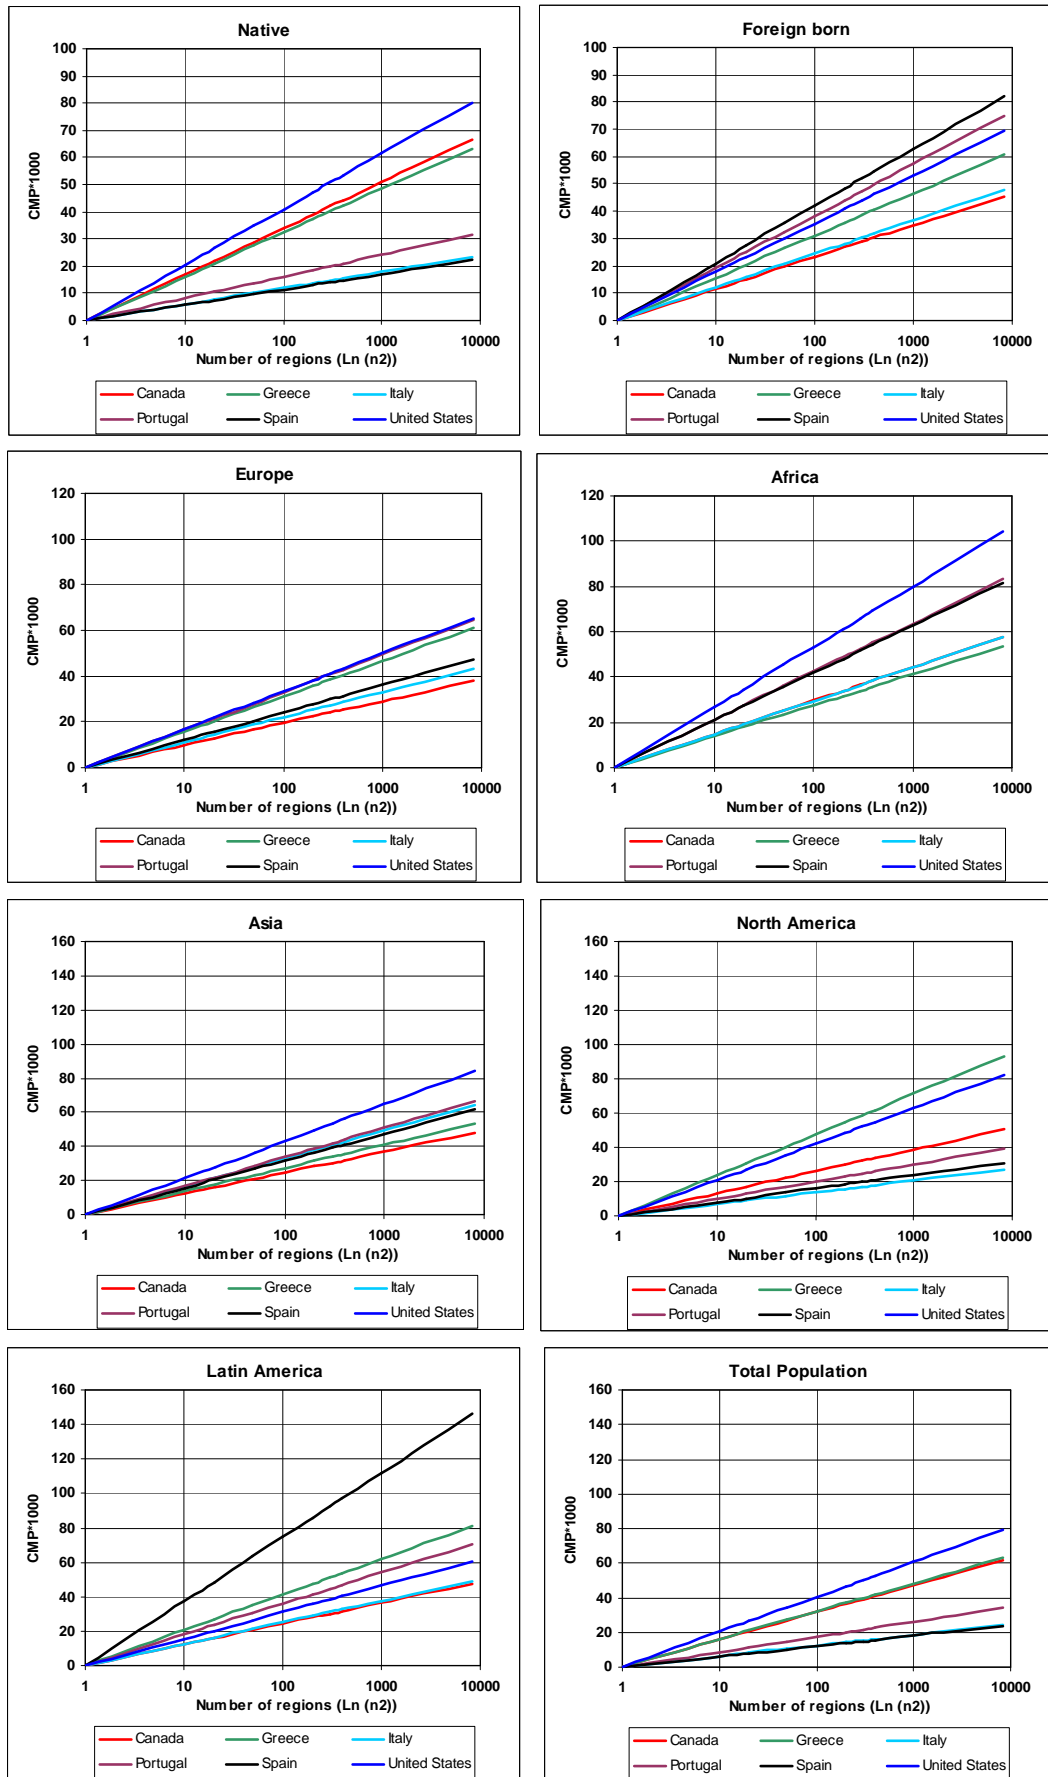 Native
100
90
80
70
60
50
40
30
20
10
0
CMP*1000
1 10 100 1000 10000
Number of regions (Ln (n2))
Canada Greece Italy
Portugal Spain United States
Foreign born
100
90
80
70
60
50
40
30
20
10
0
CMP*1000
1 10 100 1000 10000
Number of regions (Ln (n2))
Canada Greece Italy
Portugal Spain United States
Europe
120
100
80
60
40
20
0
CMP*1000
1 10 100 1000 10000
Number of regions (Ln (n2))
Canada Greece Italy
Portugal Spain United States
Africa
120
100
80
60
40
20
0
CMP*1000
1 10 100 1000 10000
Number of regions (Ln (n2))
Canada Greece Italy
Portugal Spain United States
Asia
160
140
120
100
80
60
40
20
0
CMP*1000
1 10 100 1000 10000
Number of regions (Ln (n2))
Canada Greece Italy
Portugal Spain United States
North America
160
140
120
100
80
60
40
20
0
CMP*1000
1 10 100 1000 10000
Number of regions (Ln (n2))
Canada Greece Italy
Portugal Spain United States
Latin America
160
140
120
100
80
60
40
20
0
CMP*1000
1 10 100 1000 10000
Number of regions (Ln (n2))
Canada Greece Italy
Portugal Spain United States
Total Population
160
140
120
100
80
60
40
20
0
CMP*1000
1 10 100 1000 10000
Number of regions (Ln (n2))
Canada Greece Italy
Portugal Spain United States